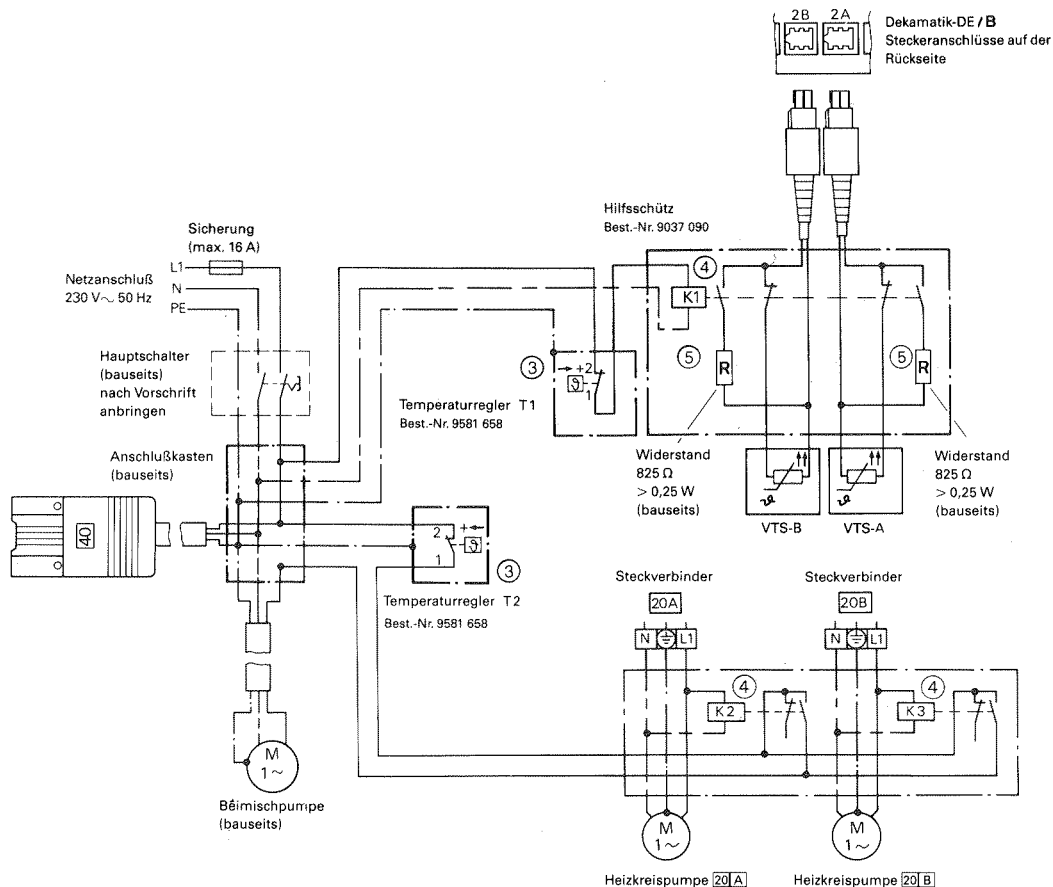 2B 2A
Dekamatik-DE / B
Steckeranschlüsse auf der
Rückseite
Hilfsschütz
Best.-Nr. 9037 090
Sicherung
(max. 16 A)
L1
Netzanschluß
230 V~ 50 Hz
N
PE
K1
4
Hauptschalter
(bauseits)
nach Vorschrift
anbringen
3
+2
ϑ
1
5
R
5
R
Temperaturregler T1
Best.-Nr. 9581 658
Anschlußkasten
(bauseits)
Widerstand
825 Ω
> 0,25 W
(bauseits)
ϑ
VTS-B
ϑ
VTS-A
Widerstand
825 Ω
> 0,25 W
(bauseits)
40
2
+
1
ϑ
3
Temperaturregler T2
Best.-Nr. 9581 658
Steckverbinder
20A
N L1
Steckverbinder
20B
N L1
4
K2
4
K3
M
1~
Beimischpumpe
(bauseits)
M
1~
M
1~
Heizkreispumpe 20 A
Heizkreispumpe 20 B